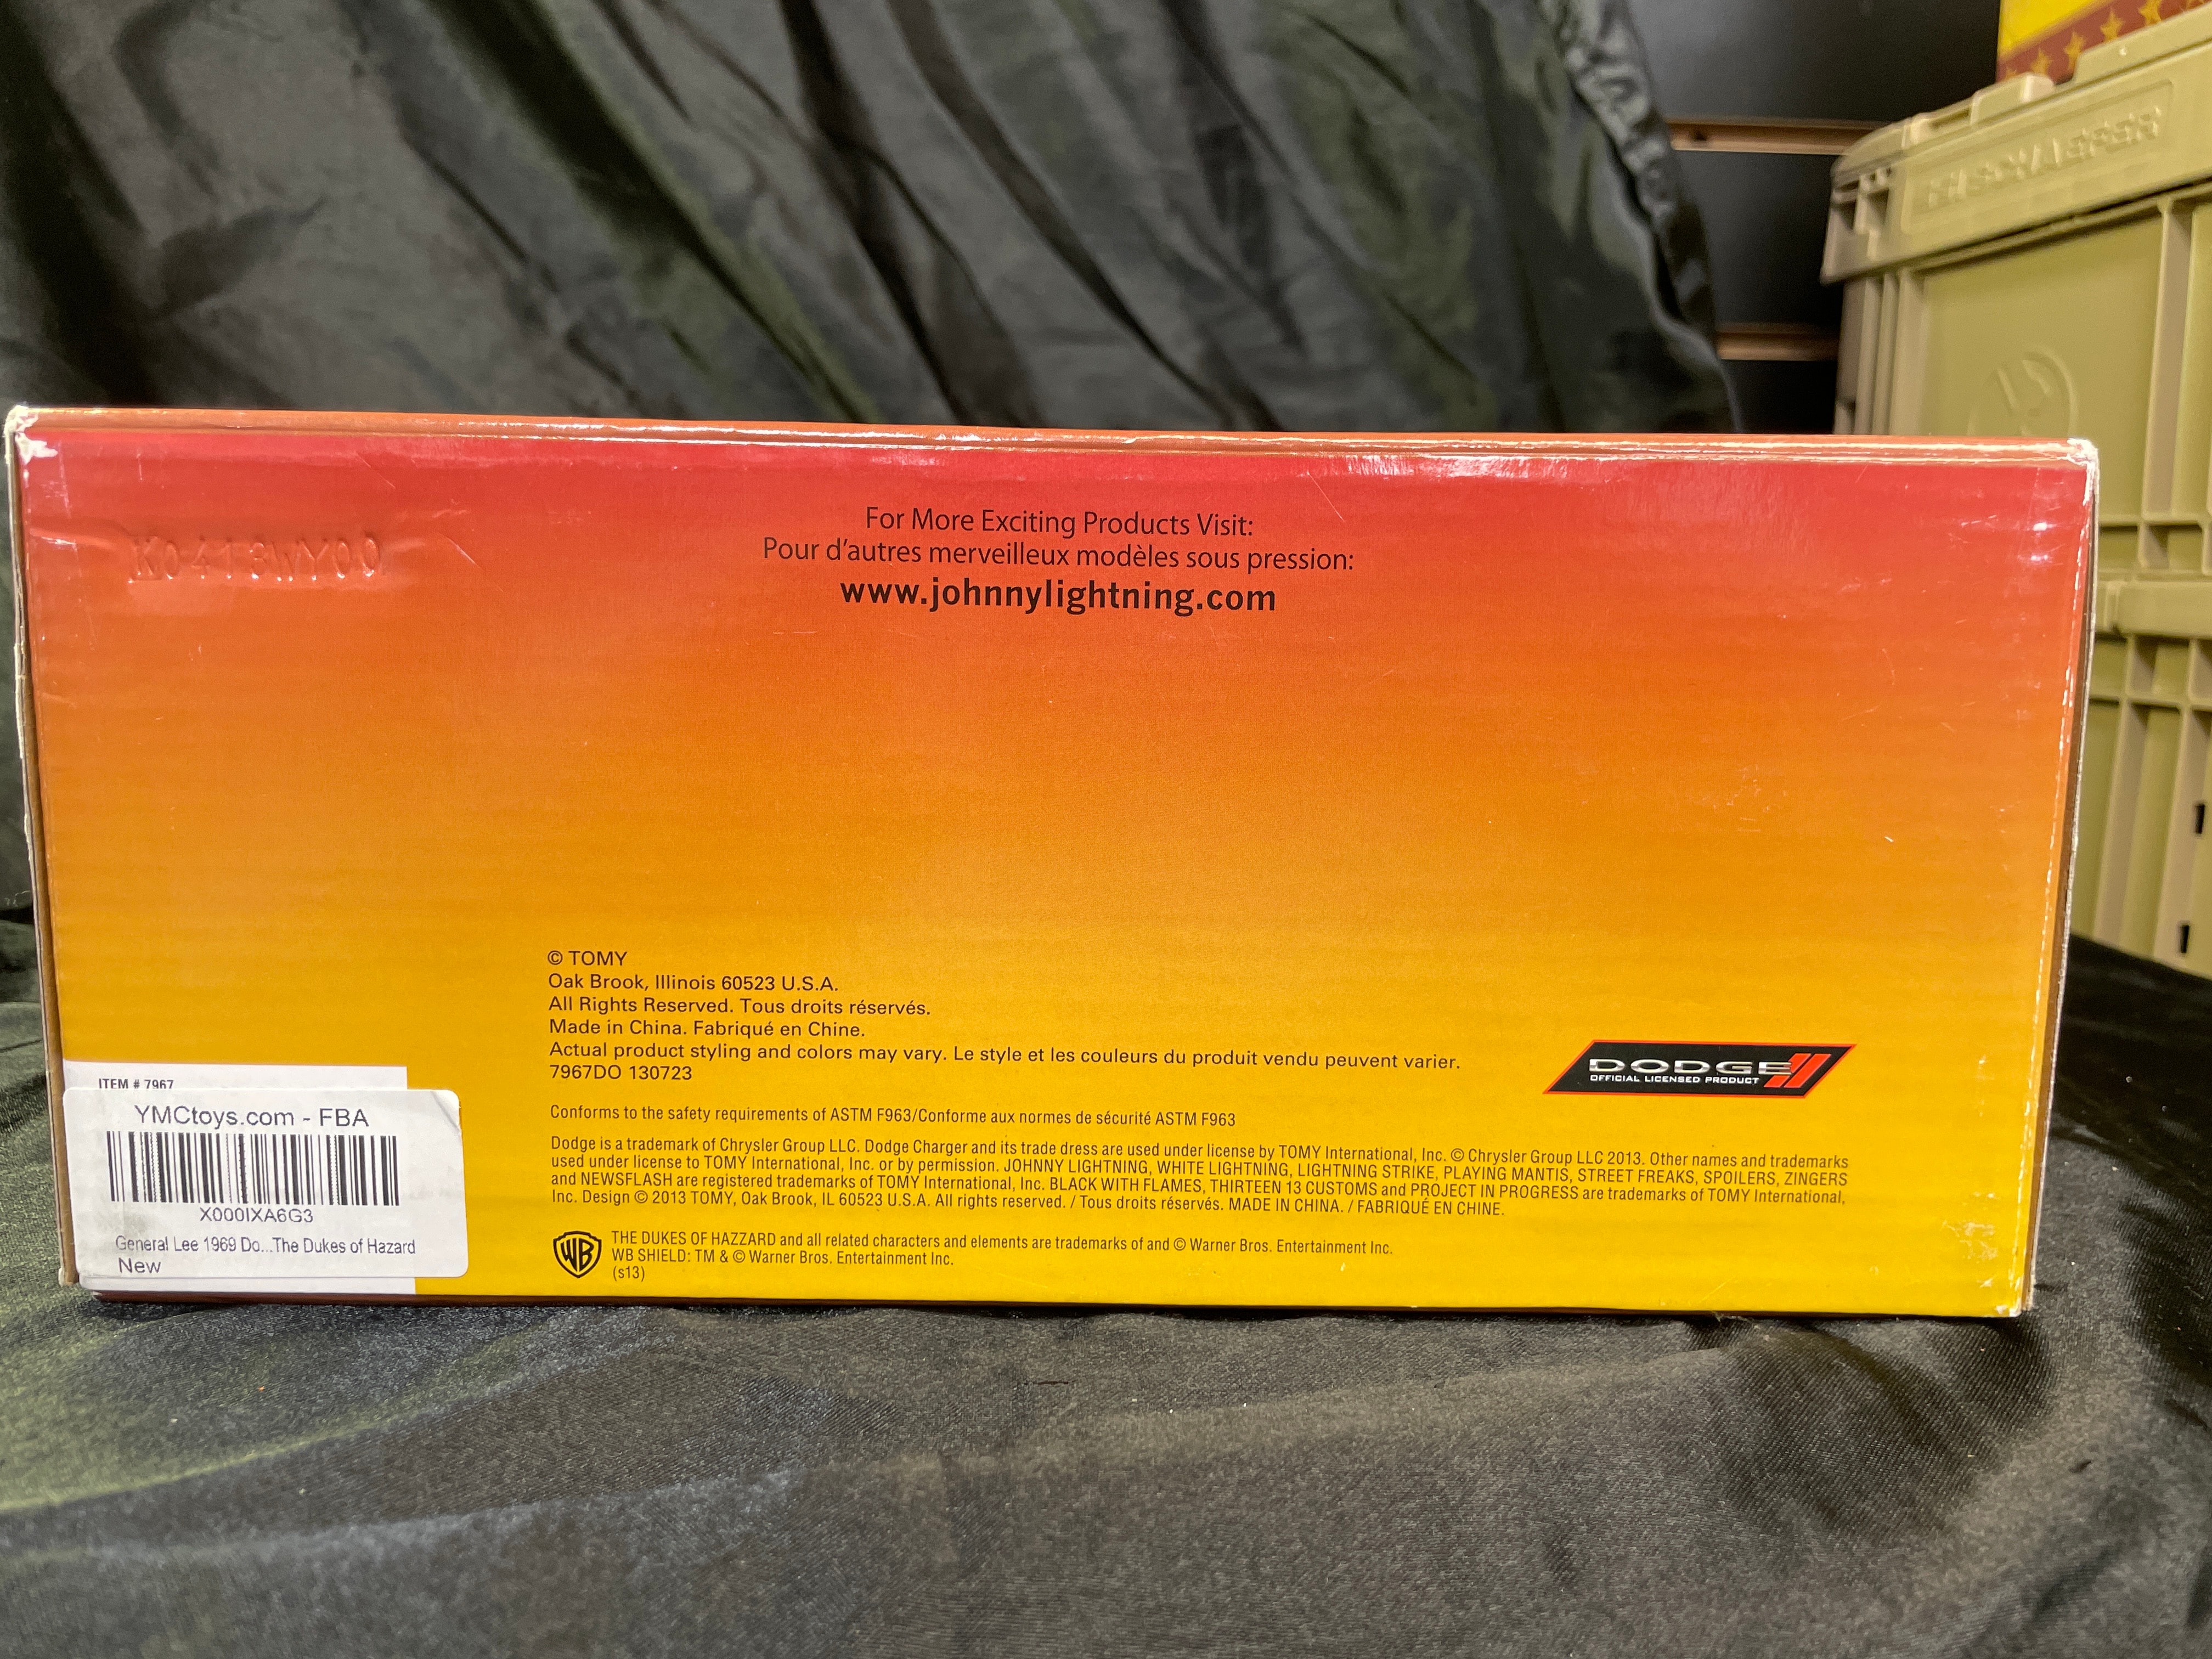 For More Exciting Products Visit:
Pour d'autres merveilleux modèles sous pression:
www.johnnylightning.com
K0413WY00
© TOMY
Oak Brook, Illinois 60523 U.S.A.
All Rights Reserved. Tous droits réservés.
Made in China. Fabriqué en Chine.
Actual product styling and colors may vary. Le style et les couleurs du produit vendu peuvent varier.
7967DO 130723
DODGE
OFFICIAL LICENSED PRODUCT
Conforms to the safety requirements of ASTM F963/Conforme aux normes de sécurité ASTM F963
Dodge is a trademark of Chrysler Group LLC. Dodge Charger and its trade dress are used under license by TOMY International, Inc. © Chrysler Group LLC 2013. Other names and trademarks
used under license to TOMY International, Inc. or by permission. JOHNNY LIGHTNING, WHITE LIGHTNING, LIGHTNING STRIKE, PLAYING MANTIS, STREET FREAKS, SPOILERS, ZINGERS
and NEWSFLASH are registered trademarks of TOMY International, Inc. BLACK WITH FLAMES, THIRTEEN 13 CUSTOMS and PROJECT IN PROGRESS are trademarks of TOMY International,
Inc. Design © 2013 TOMY, Oak Brook, IL 60523 U.S.A. All rights reserved. / Tous droits réservés. MADE IN CHINA. / FABRIQUÉ EN CHINE.
WB
THE DUKES OF HAZZARD and all related characters and elements are trademarks of and © Warner Bros. Entertainment Inc.
WB SHIELD: TM & © Warner Bros. Entertainment Inc.
(s13)
ITEM # 7967
YMCtoys.com - FBA
X000IXA6G3
General Lee 1969 Do...The Dukes of Hazard
New